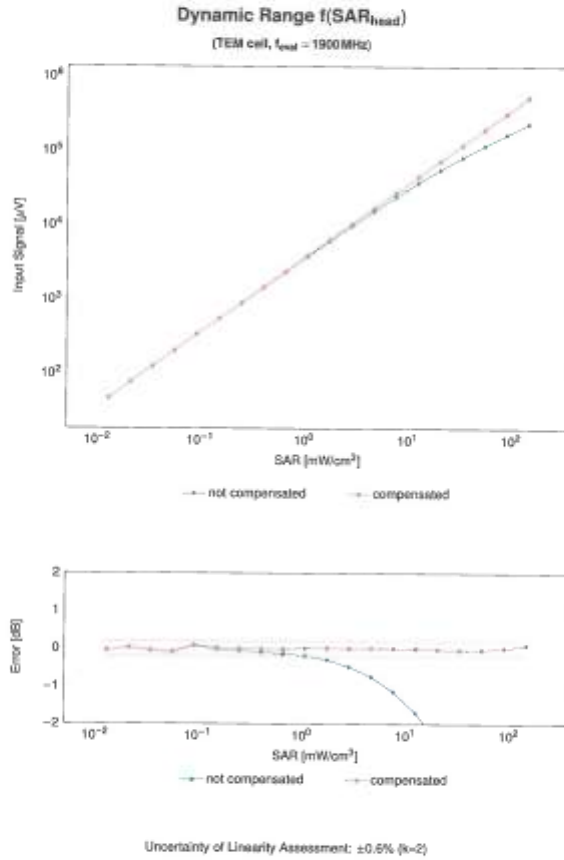 Dynamic Range f(SARhead)
(TEM cell, feval = 1900 MHz)
Input Signal [µV]
10⁶
10⁵
10⁴
10³
10²
10⁻² 10⁻¹ 10⁰ 10¹ 10²
SAR [mW/cm³]
not compensated compensated
Error [dB]
2
1
0
−1
−2
10⁻² 10⁻¹ 10⁰ 10¹ 10²
SAR [mW/cm³]
not compensated compensated
Uncertainty of Linearity Assessment: ±0.6% (k=2)